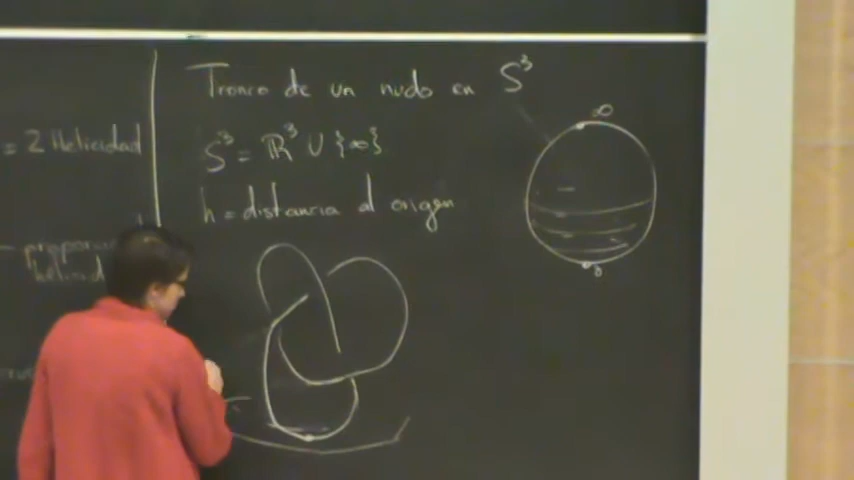 = 2 Helicidad
Tronco de un nudo en S³
∞
S³ = ℝ³ ∪ {∞}
h = distancia al origen
0